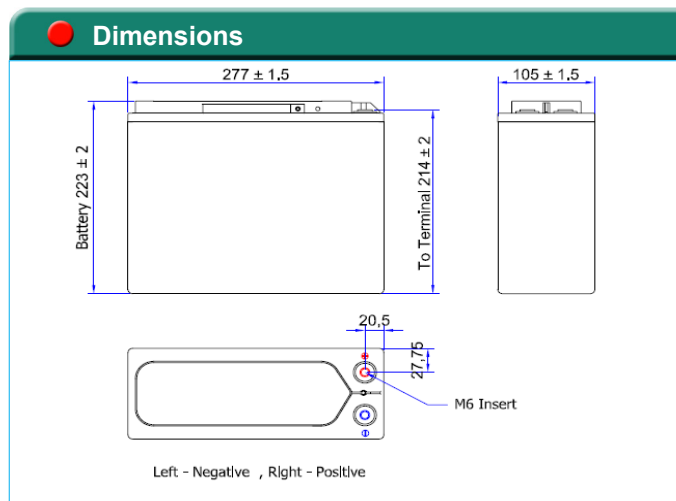 Dimensions
277 ± 1.5
105 ± 1.5
Battery 223 ± 2
To Terminal 214 ± 2
20,5
27,75
M6 Insert
Left - Negative , Right - Positive